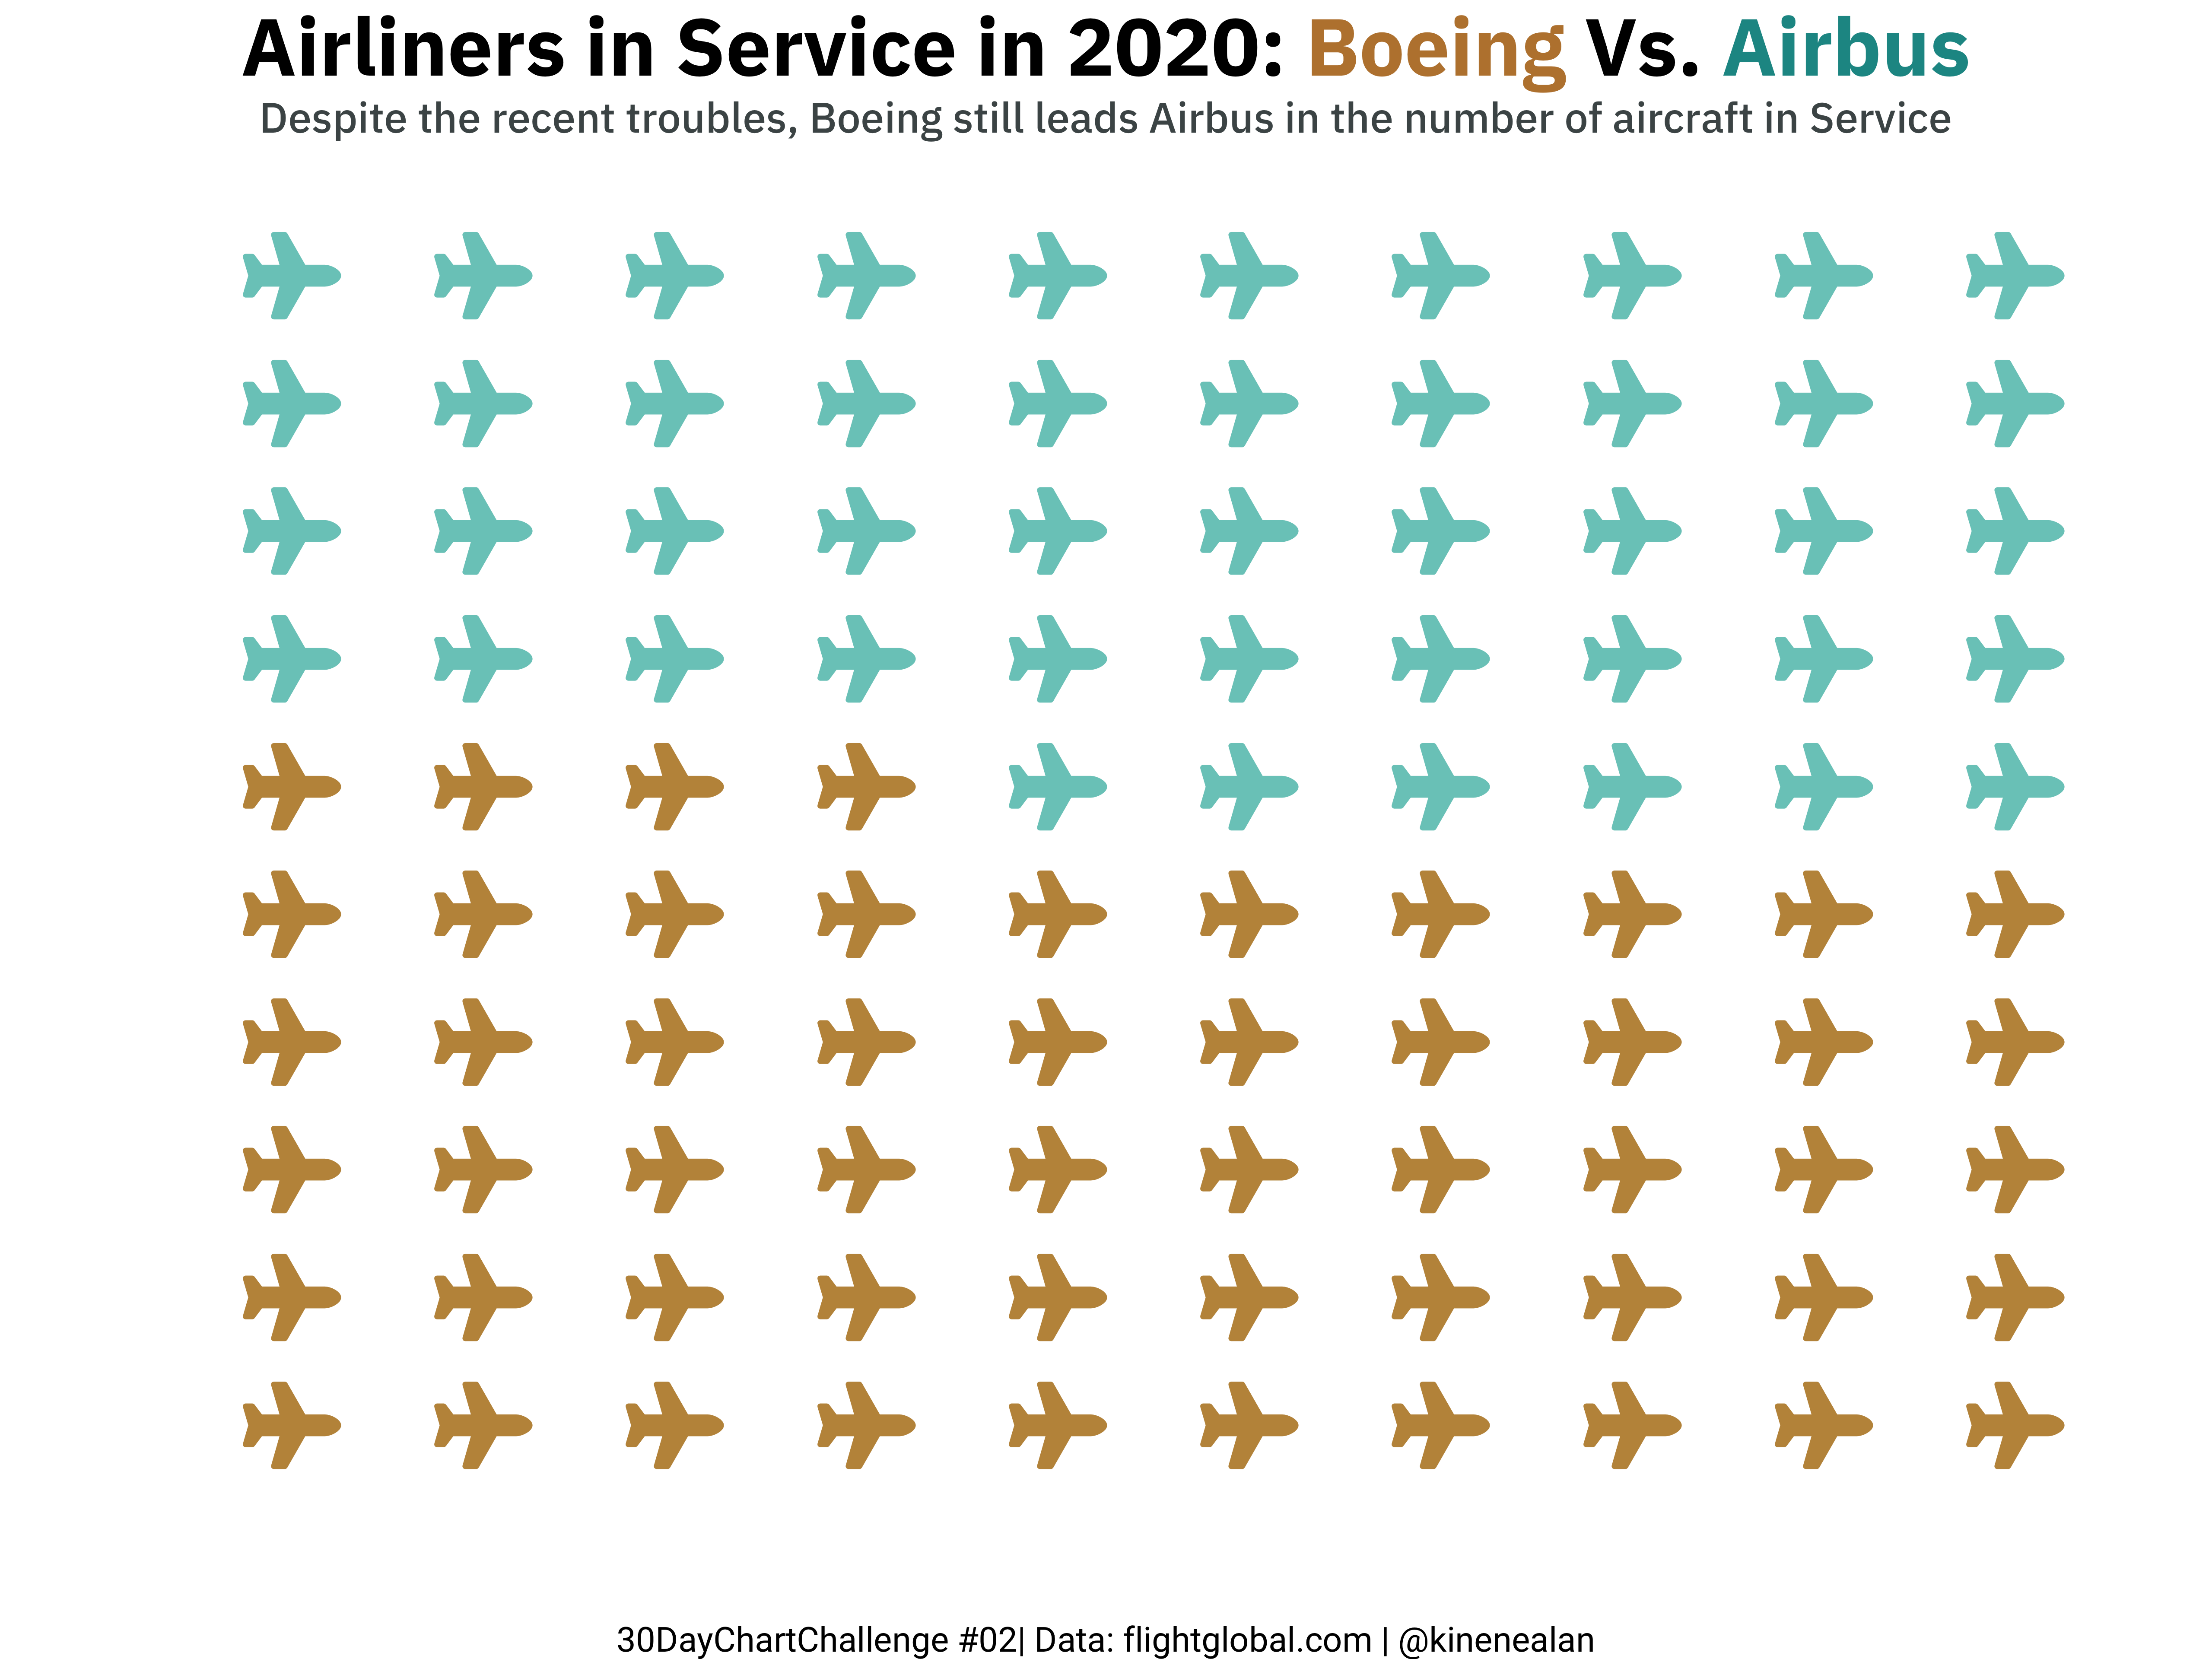 Airliners in Service in 2020: Boeing Vs. Airbus
Despite the recent troubles, Boeing still leads Airbus in the number of aircraft in Service
30DayChartChallenge #02| Data: flightglobal.com | @kinenealan